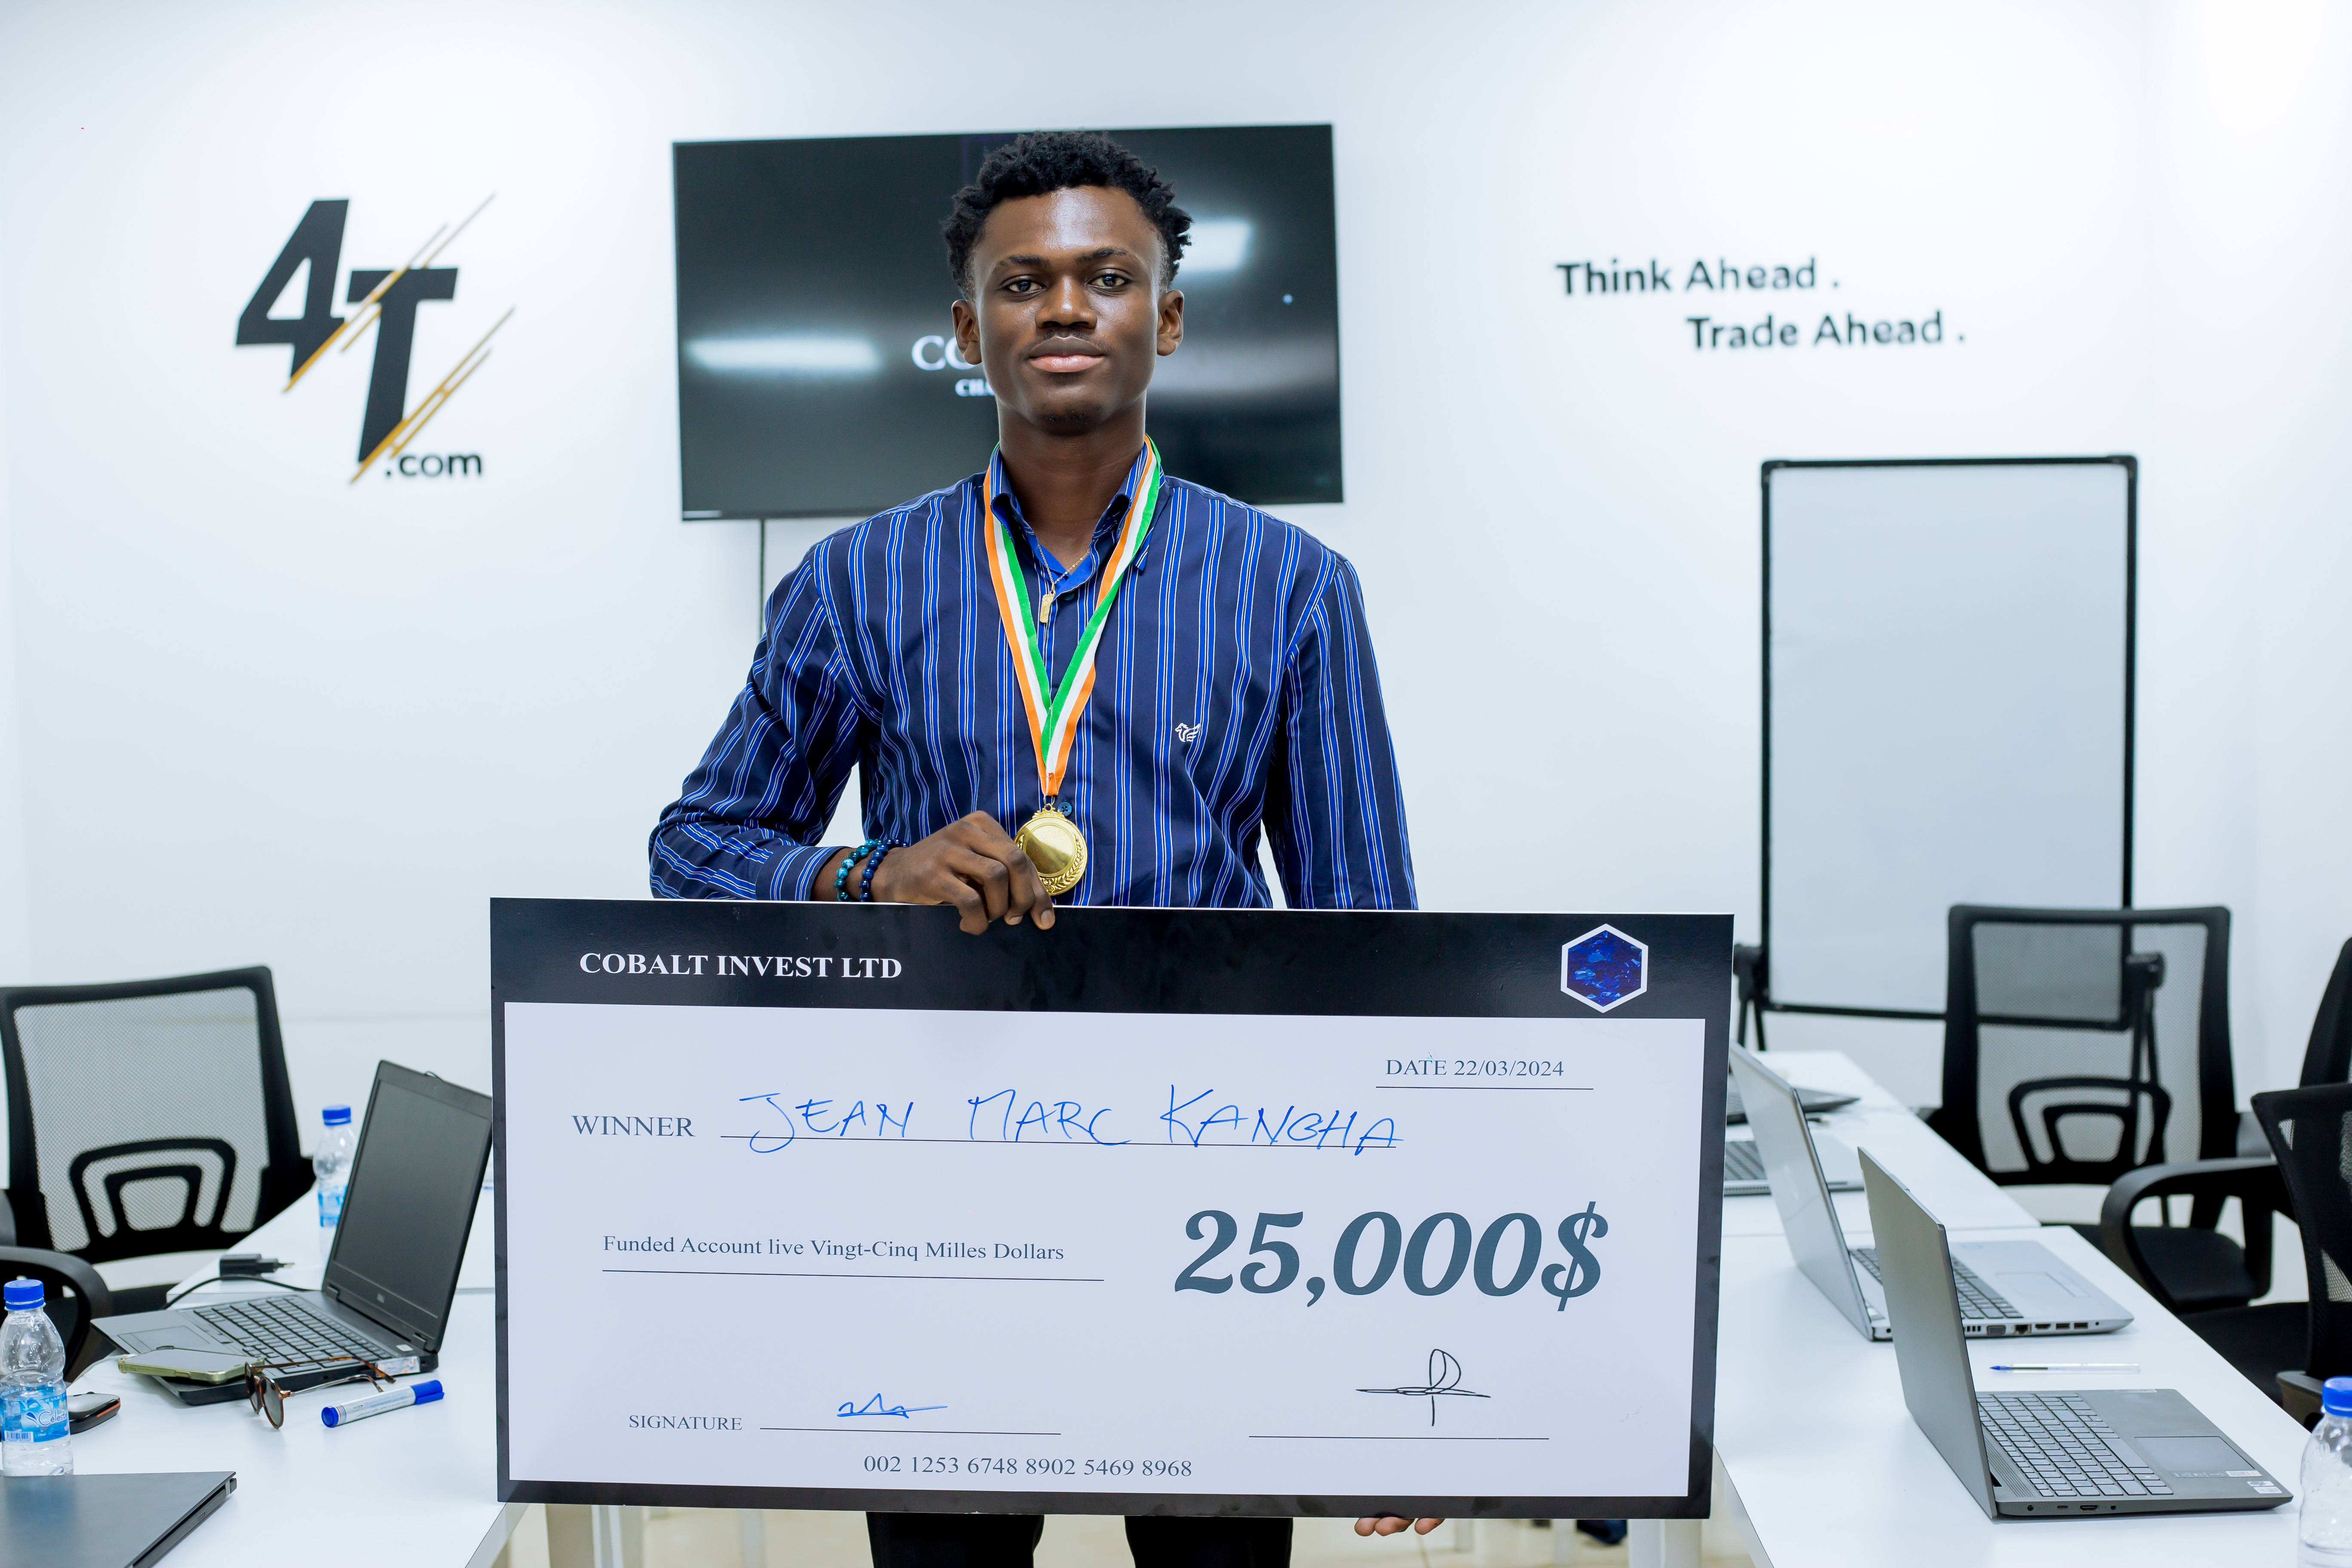 4T
.com
Think Ahead .
Trade Ahead .
COBALT INVEST LTD
DATE 22/03/2024
WINNER JEAN MARC KANGHA
Funded Account live Vingt-Cinq Milles Dollars
25,000$
SIGNATURE
002 1253 6748 8902 5469 8968